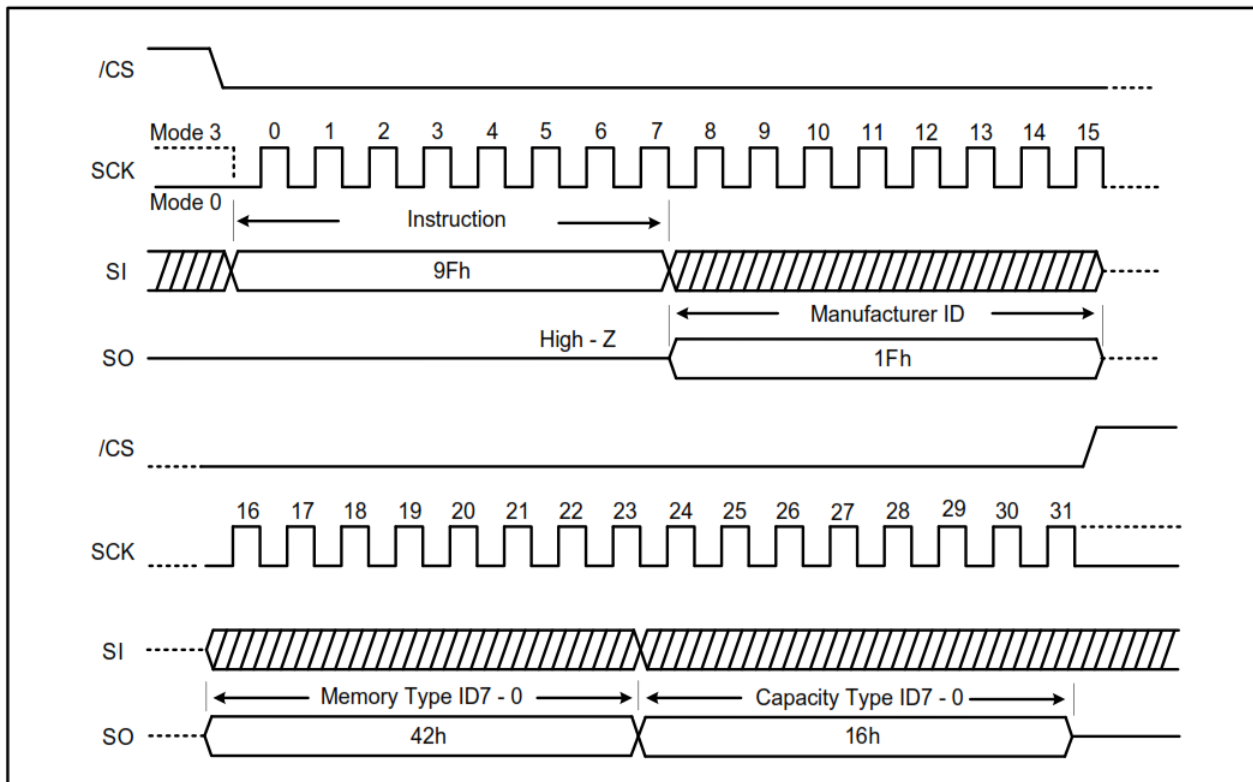 /CS
Mode 3 0 1 2 3 4 5 6 7 8 9 10 11 12 13 14 15
SCK
Mode 0
Instruction
SI 9Fh
Manufacturer ID
High - Z
SO 1Fh
/CS
16 17 18 19 20 21 22 23 24 25 26 27 28 29 30 31
SCK
SI
Memory Type ID7 - 0 Capacity Type ID7 - 0
SO 42h 16h